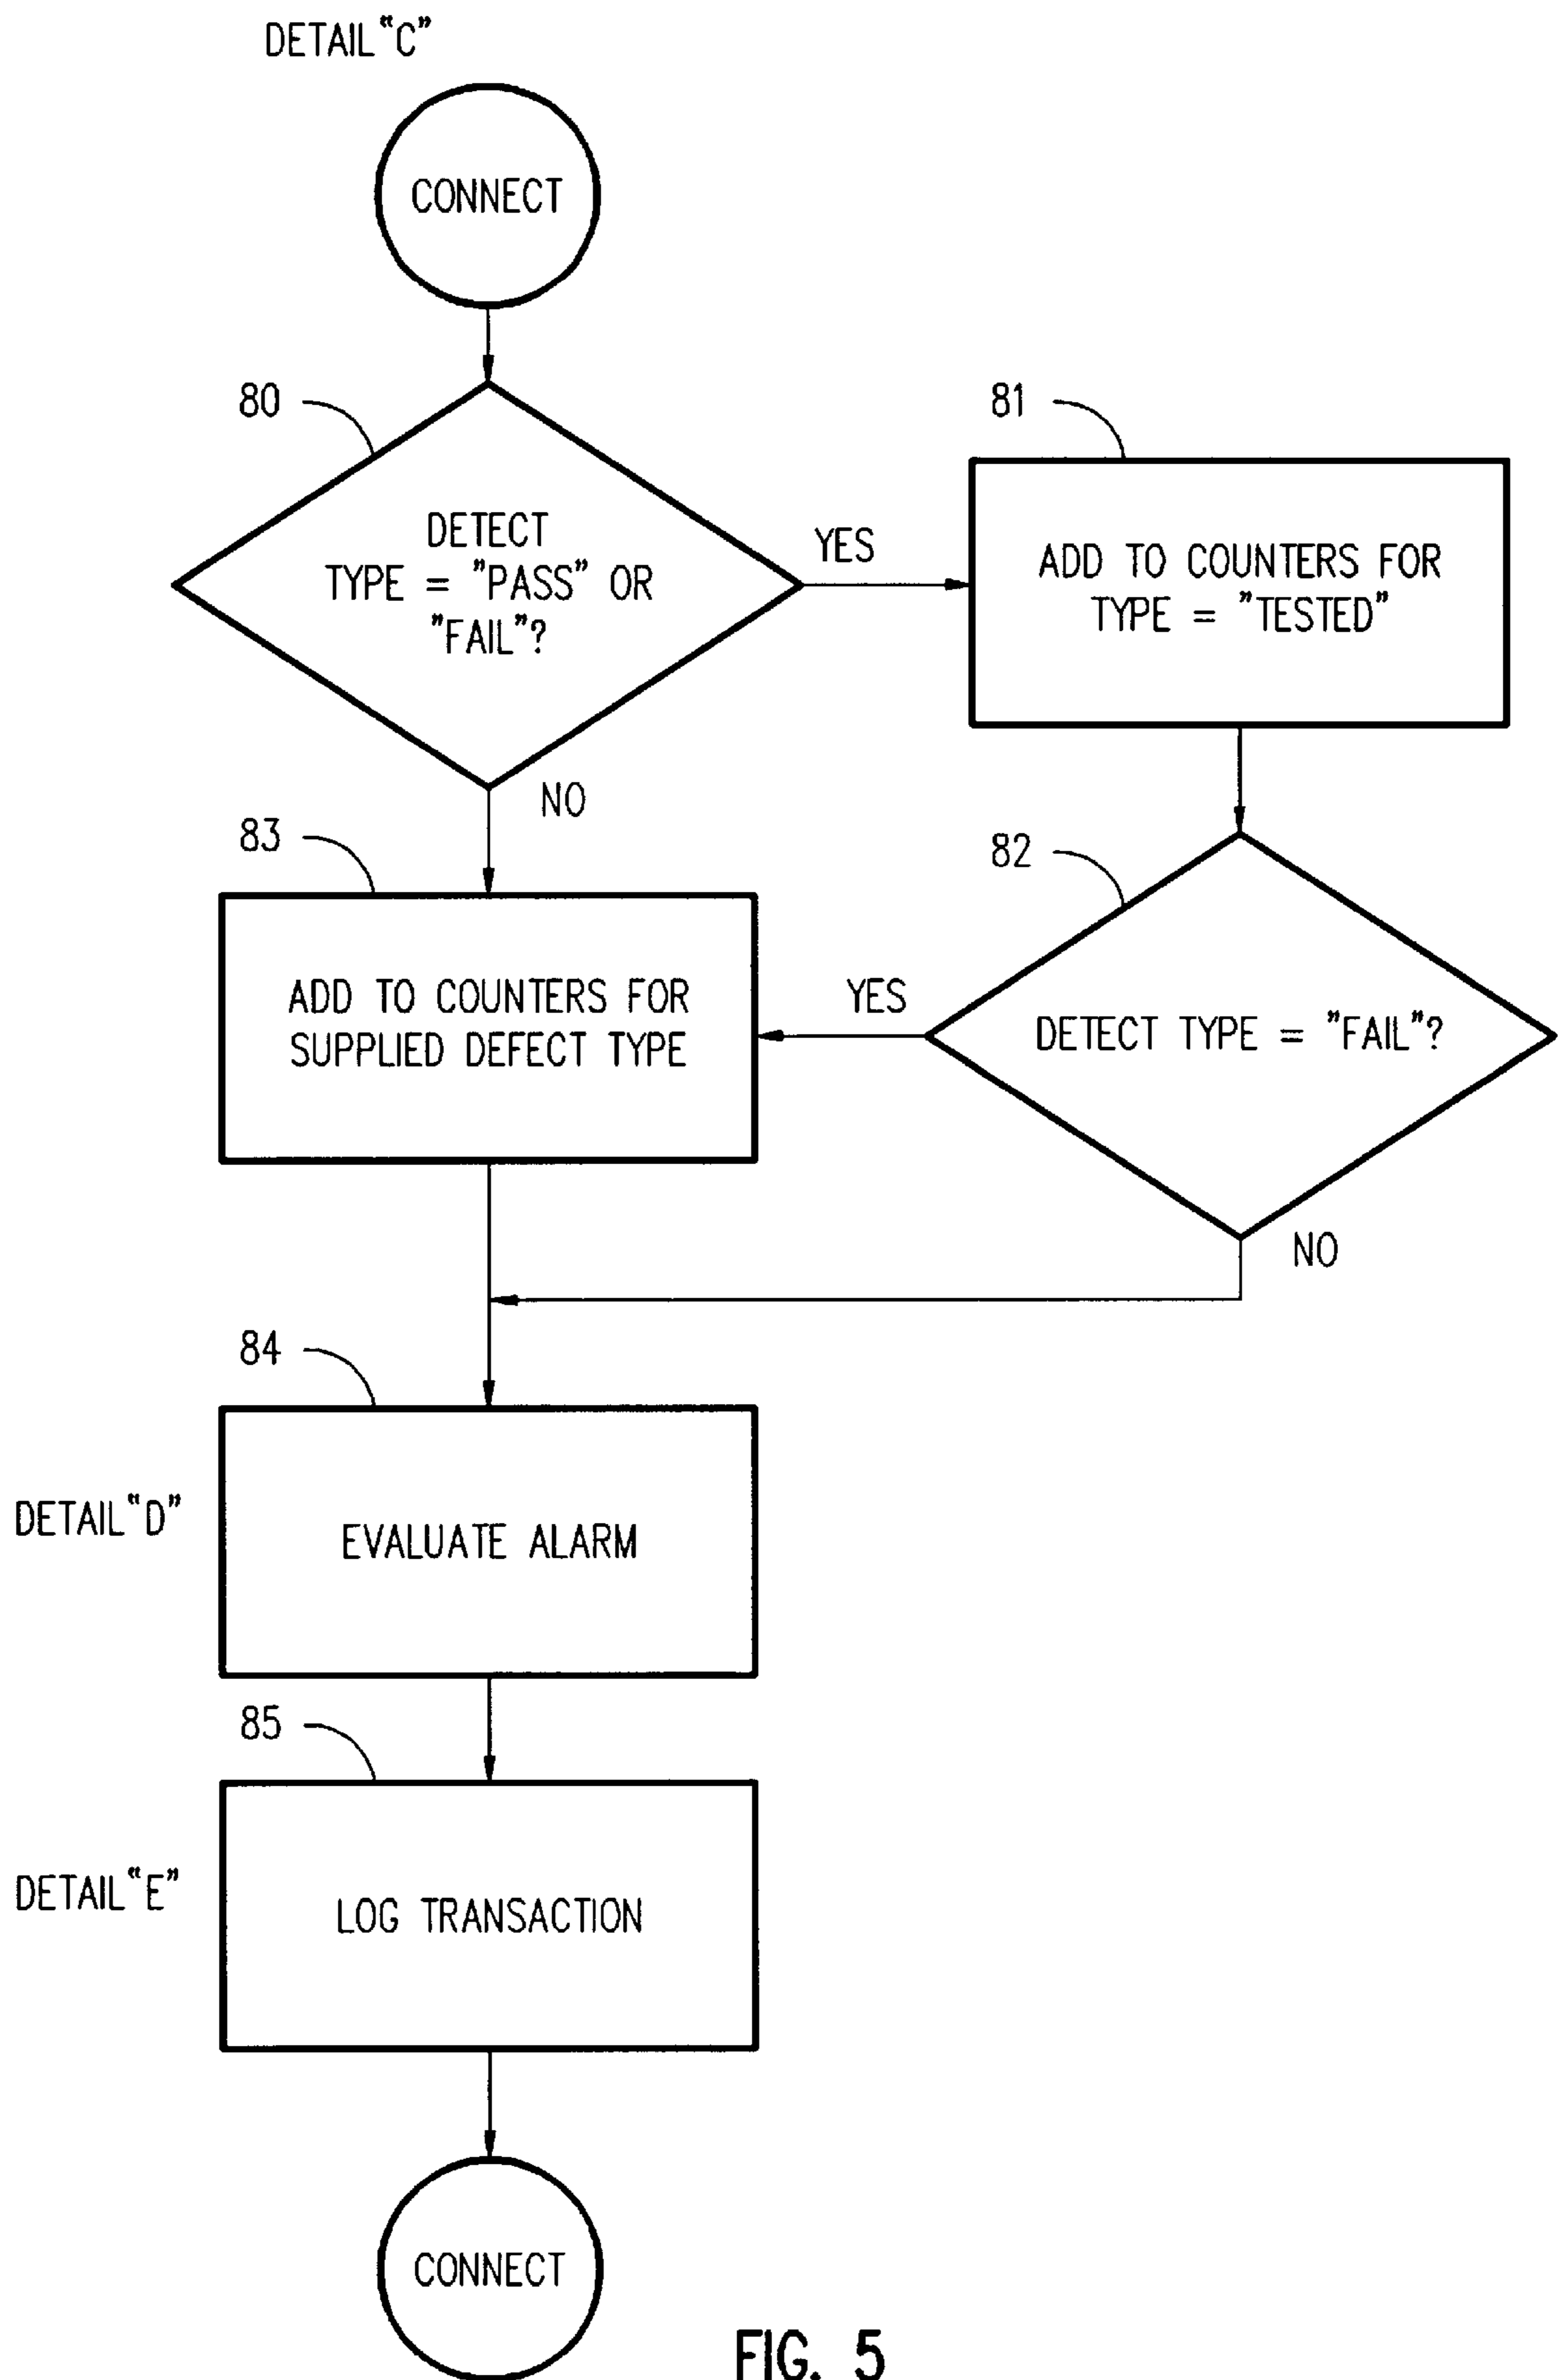 DETAIL“C”
CONNECT
80
DETECT
TYPE = "PASS" OR
"FAIL"?
YES
81
ADD TO COUNTERS FOR
TYPE = "TESTED"
NO
83
ADD TO COUNTERS FOR
SUPPLIED DEFECT TYPE
YES
82
DETECT TYPE = "FAIL"?
NO
84
DETAIL“D”
EVALUATE ALARM
85
DETAIL“E”
LOG TRANSACTION
CONNECT
FIG. 5